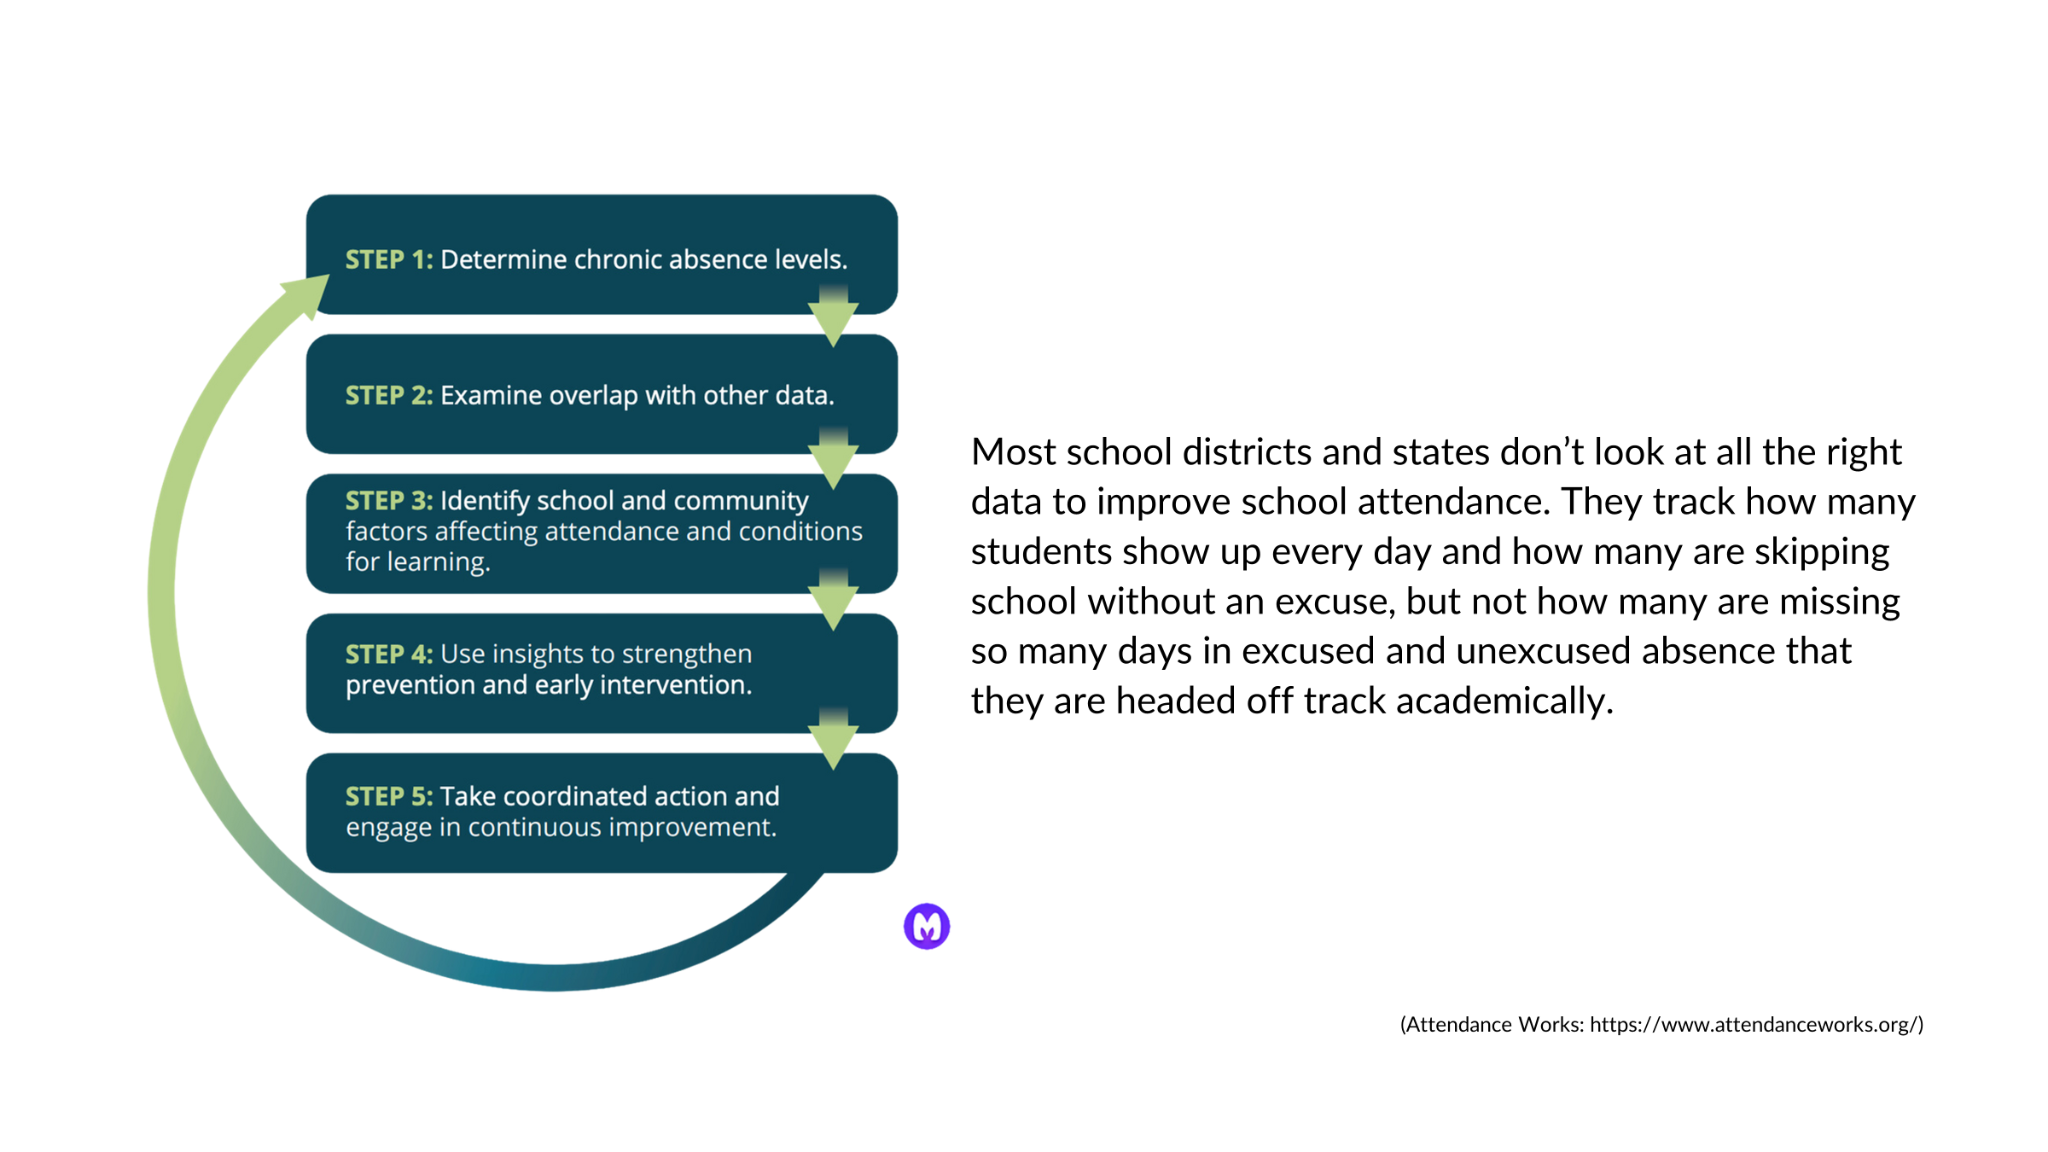 STEP 1: Determine chronic absence levels.
STEP 2: Examine overlap with other data.
STEP 3: Identify school and community
factors affecting attendance and conditions
for learning.
STEP 4: Use insights to strengthen
prevention and early intervention.
STEP 5: Take coordinated action and
engage in continuous improvement.
Most school districts and states don’t look at all the right
data to improve school attendance. They track how many
students show up every day and how many are skipping
school without an excuse, but not how many are missing
so many days in excused and unexcused absence that
they are headed off track academically.
M
(Attendance Works: https://www.attendanceworks.org/)